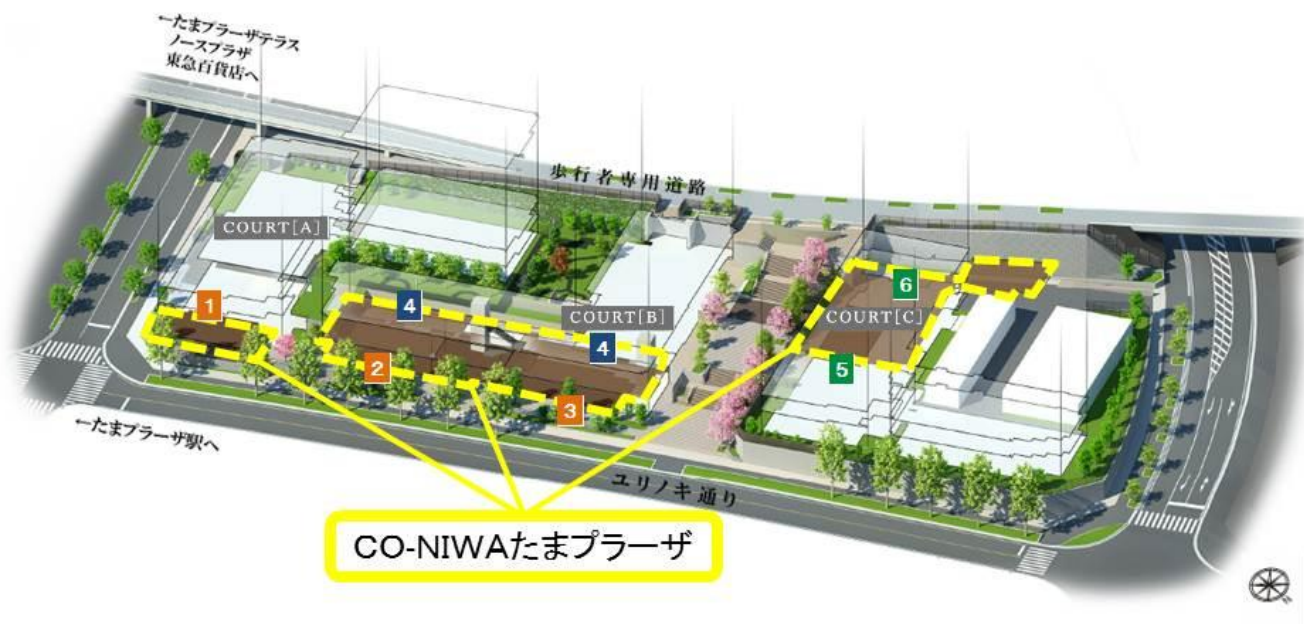 ←たまプラーザテラス
ノースプラザ
東急百貨店へ
歩行者専用道路
COURT[A]
1
4
COURT[B]
4
2
3
6
COURT[C]
5
←たまプラーザ駅へ
ユリノキ通り
CO-NIWAたまプラーザ
N